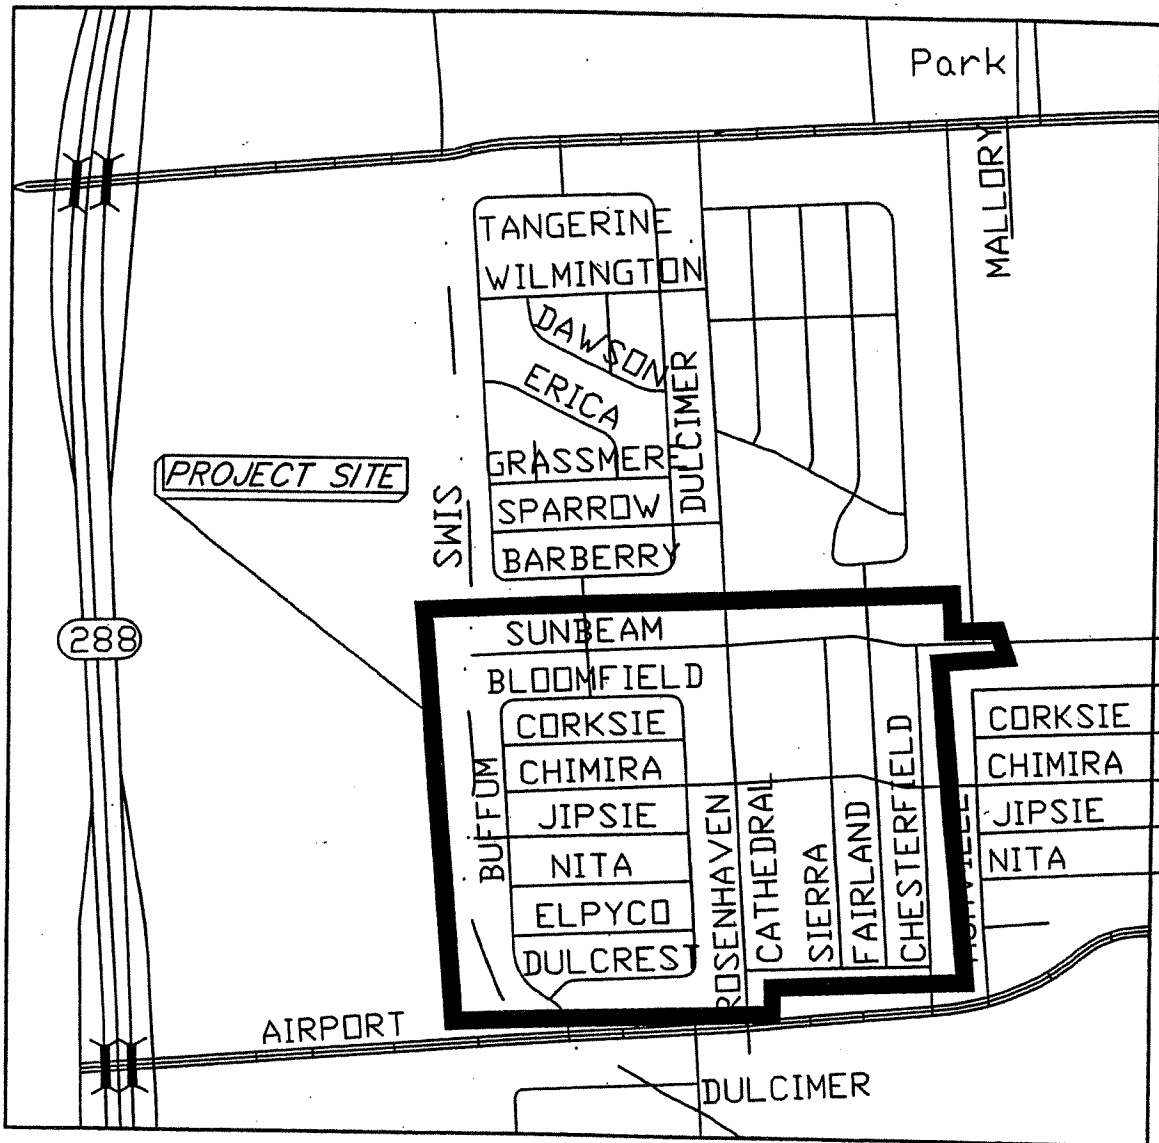 Park
MALLORY
TANGERINE
WILMINGTON
DAWSON
ERICA
DULCIMER
GRASSMERE
PROJECT SITE
SIMS
SPARROW
BARBERRY
288
SUNBEAM
BLOOMFIELD
CORKSIE
CORKSIE
CHIMIRA
CHIMIRA
BUFFUM
JIPSIE
JIPSIE
NITA
NITA
ROSENHAVEN
CATHEDRAL
SIERRA
FAIRLAND
CHESTERFIELD
ELPYCO
DULCREST
AIRPORT
DULCIMER